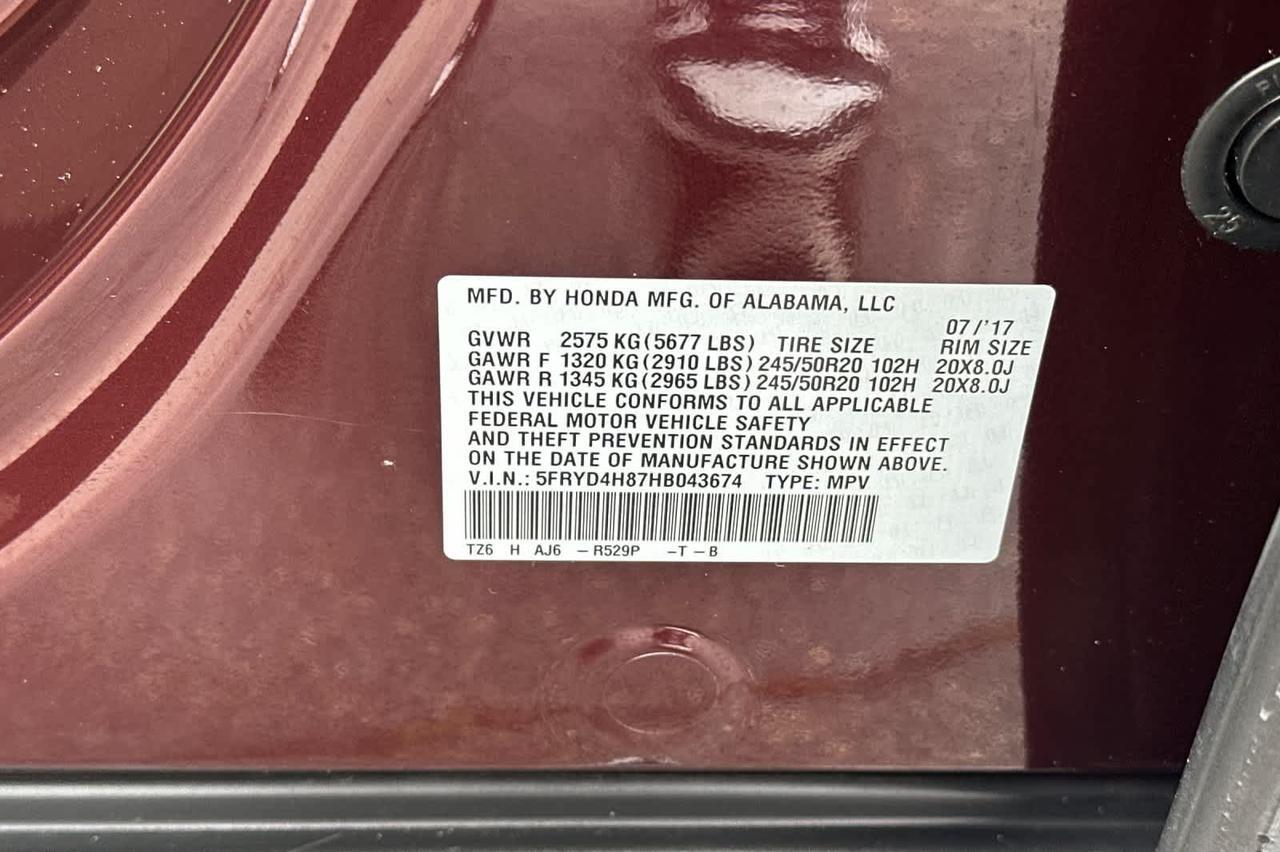 MFD. BY HONDA MFG. OF ALABAMA, LLC
07/'17
GVWR 2575 KG (5677 LBS) TIRE SIZE RIM SIZE
GAWR F 1320 KG (2910 LBS) 245/50R20 102H 20X8.0J
GAWR R 1345 KG (2965 LBS) 245/50R20 102H 20X8.0J
THIS VEHICLE CONFORMS TO ALL APPLICABLE
FEDERAL MOTOR VEHICLE SAFETY
AND THEFT PREVENTION STANDARDS IN EFFECT
ON THE DATE OF MANUFACTURE SHOWN ABOVE.
V.I.N.: 5FRYD4H87HB043674 TYPE: MPV
TZ6 H AJ6 – R529P – T – B
25